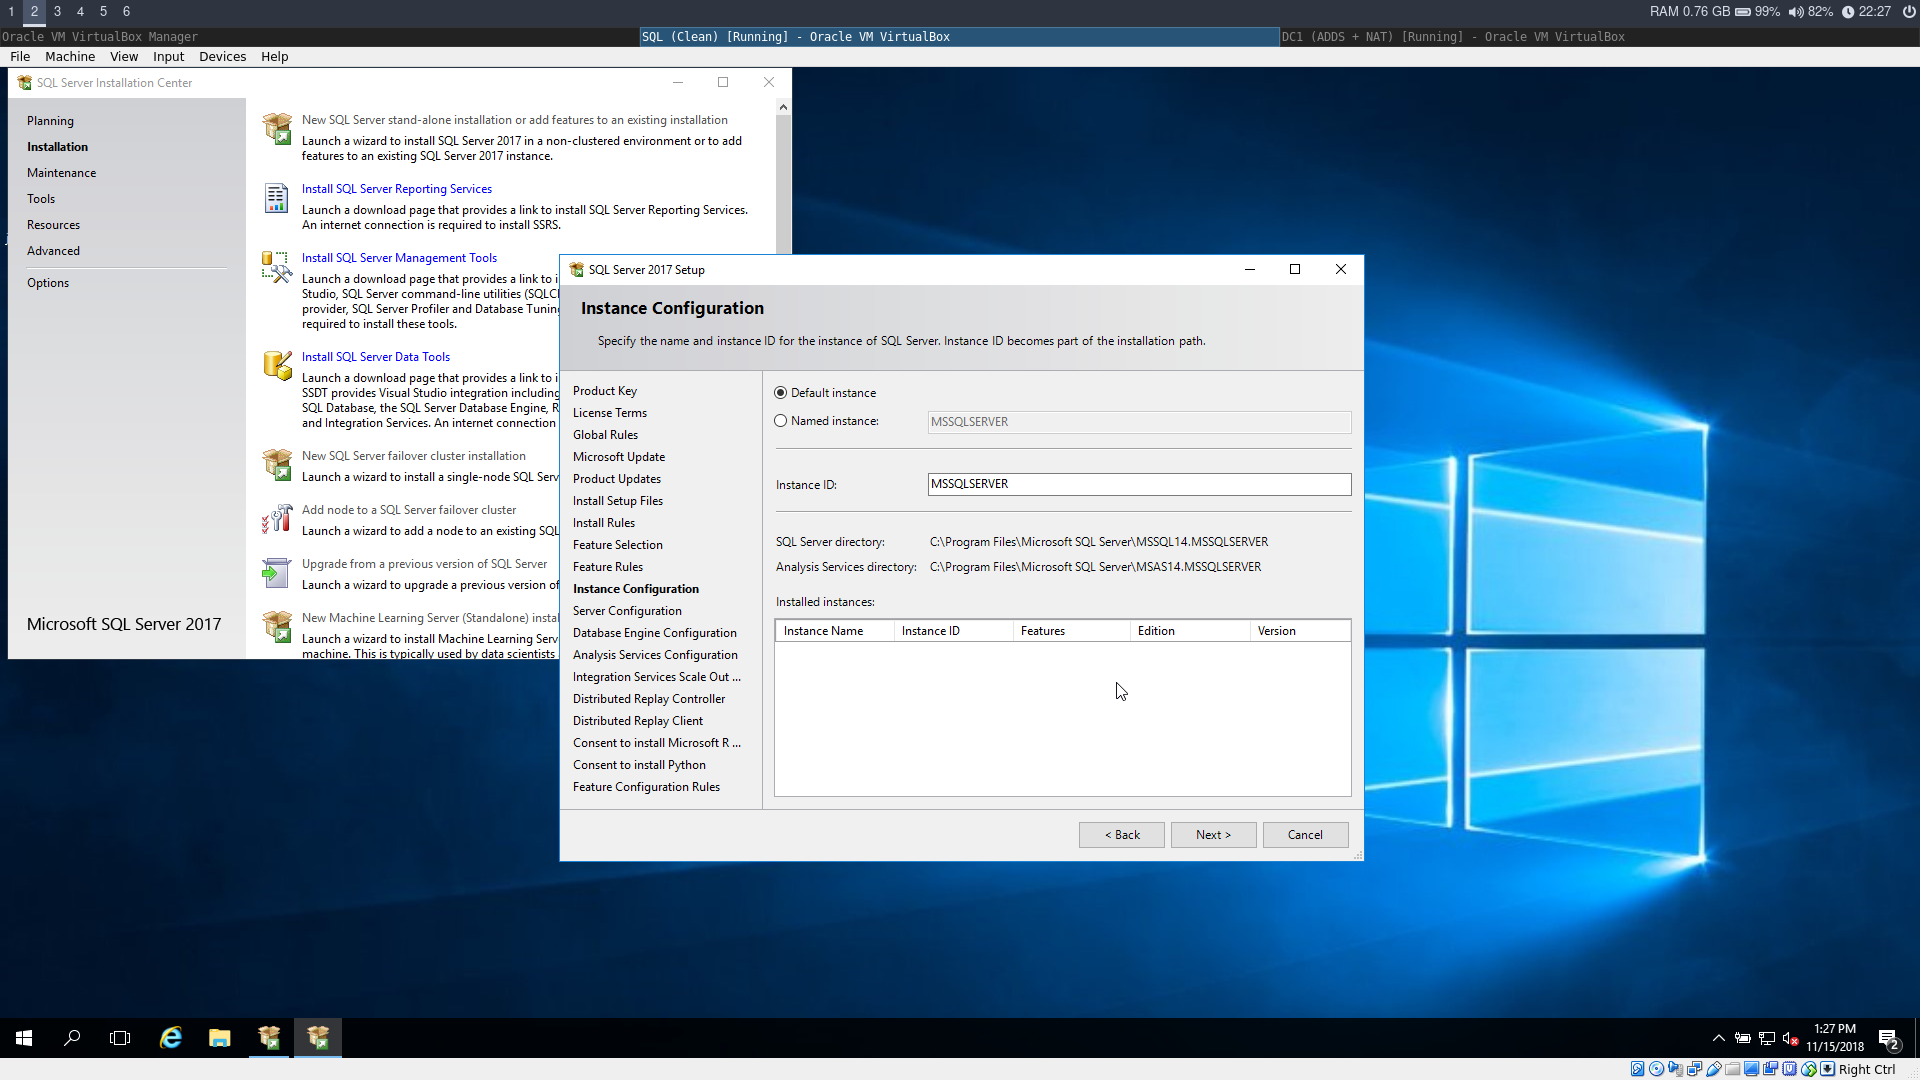 1 2 3 4 5 6
RAM 0.76 GB 99% 82% 22:27
Oracle VM VirtualBox Manager
SQL (Clean) [Running] - Oracle VM VirtualBox
DC1 (ADDS + NAT) [Running] - Oracle VM VirtualBox
File Machine View Input Devices Help
SQL Server Installation Center
Planning
Installation
Maintenance
Tools
Resources
Advanced
Options
Microsoft SQL Server 2017
New SQL Server stand-alone installation or add features to an existing installation
Launch a wizard to install SQL Server 2017 in a non-clustered environment or to add
features to an existing SQL Server 2017 instance.
Install SQL Server Reporting Services
Launch a download page that provides a link to install SQL Server Reporting Services.
An internet connection is required to install SSRS.
Install SQL Server Management Tools
Launch a download page that provides a link to i
Studio, SQL Server command-line utilities (SQLC
provider, SQL Server Profiler and Database Tunin
required to install these tools.
Install SQL Server Data Tools
Launch a download page that provides a link to i
SSDT provides Visual Studio integration including
SQL Database, the SQL Server Database Engine, R
and Integration Services. An internet connection
New SQL Server failover cluster installation
Launch a wizard to install a single-node SQL Serv
Add node to a SQL Server failover cluster
Launch a wizard to add a node to an existing SQL
Upgrade from a previous version of SQL Server
Launch a wizard to upgrade a previous version of
New Machine Learning Server (Standalone) instal
Launch a wizard to install Machine Learning Serv
machine. This is typically used by data scientists
SQL Server 2017 Setup
Instance Configuration
Specify the name and instance ID for the instance of SQL Server. Instance ID becomes part of the installation path.
Product Key
License Terms
Global Rules
Microsoft Update
Product Updates
Install Setup Files
Install Rules
Feature Selection
Feature Rules
Instance Configuration
Server Configuration
Database Engine Configuration
Analysis Services Configuration
Integration Services Scale Out ...
Distributed Replay Controller
Distributed Replay Client
Consent to install Microsoft R ...
Consent to install Python
Feature Configuration Rules
Default instance
Named instance: MSSQLSERVER
Instance ID: MSSQLSERVER
SQL Server directory: C:\Program Files\Microsoft SQL Server\MSSQL14.MSSQLSERVER
Analysis Services directory: C:\Program Files\Microsoft SQL Server\MSAS14.MSSQLSERVER
Installed instances:
Instance Name Instance ID Features Edition Version
< Back Next > Cancel
1:27 PM
11/15/2018
2
Right Ctrl